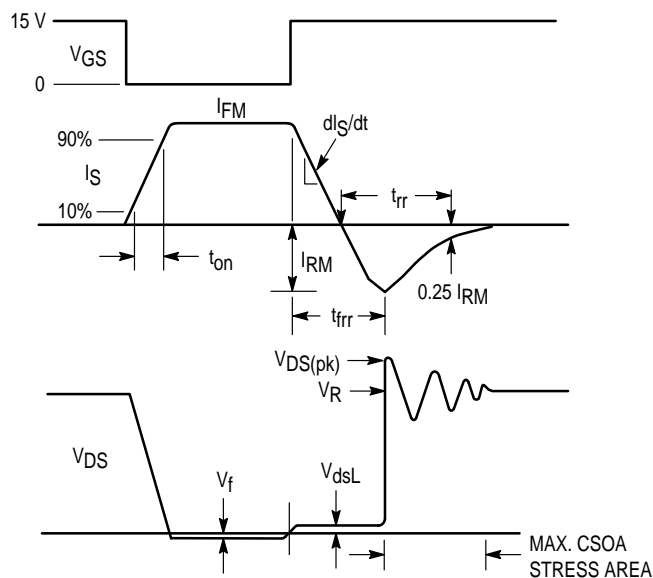 15 V
VGS
0
IFM
dIS/dt
90%
IS
10%
trr
ton
IRM
0.25 IRM
tfrr
VDS(pk)
VR
VDS
Vf
VdsL
MAX. CSOA
STRESS AREA